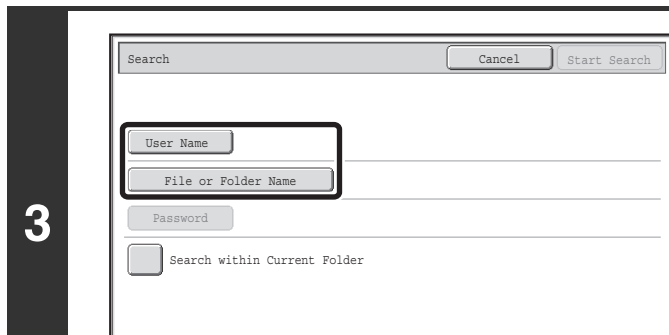 3
Search Cancel Start Search
User Name
File or Folder Name
Password
Search within Current Folder